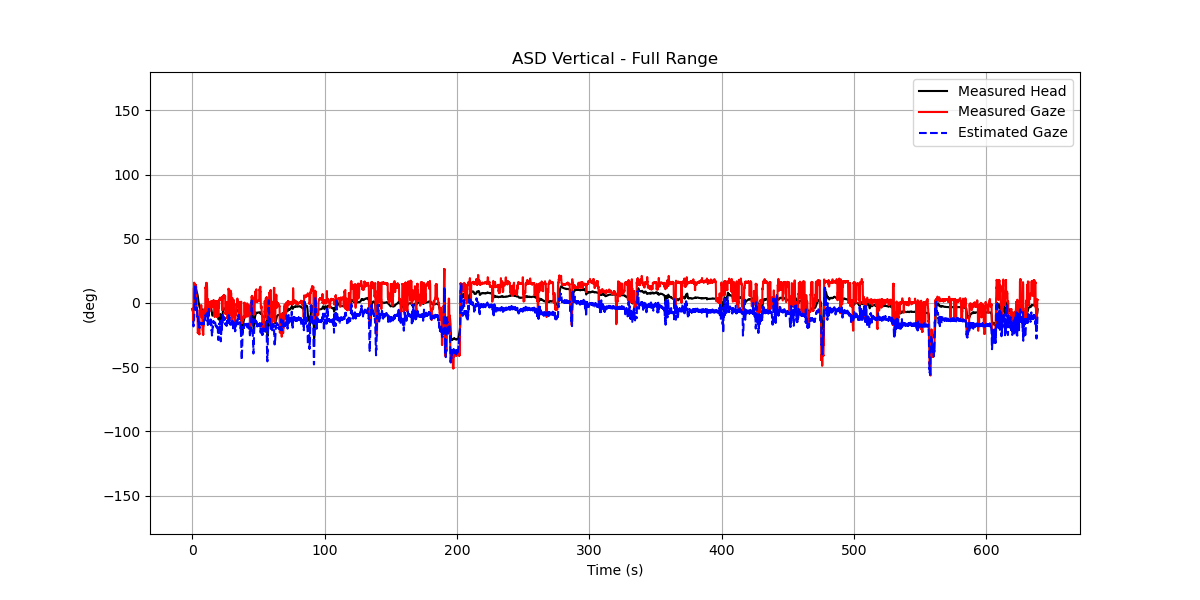 ASD Vertical - Full Range
Measured Head
Measured Gaze
Estimated Gaze
150
100
50
0
−50
−100
−150
(deg)
0 100 200 300 400 500 600
Time (s)